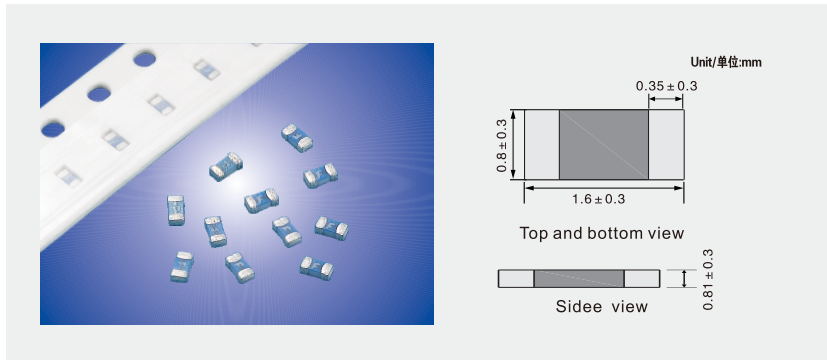 Unit/单位:mm
0.35±0.3
0.8±0.3
1.6±0.3
Top and bottom view
0.81±0.3
Sidee view